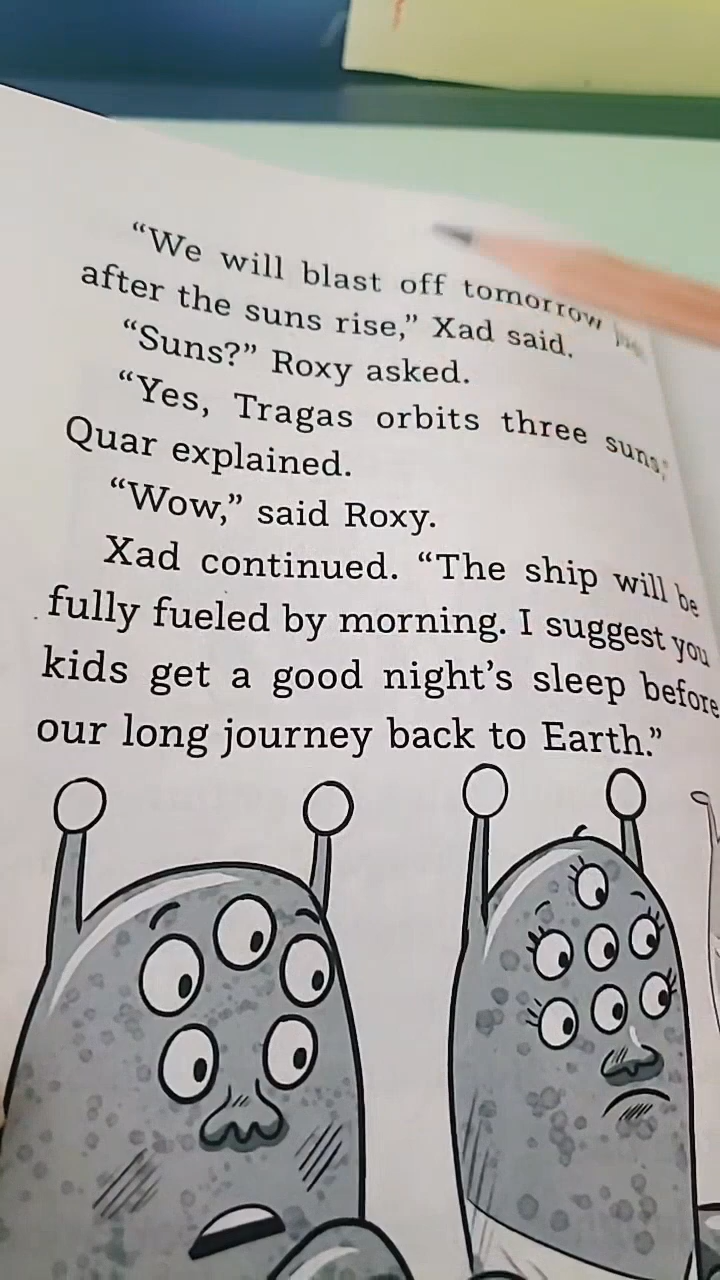 “We will blast off tomorrow
after the suns rise,” Xad said.
“Suns?” Roxy asked.
“Yes, Tragas orbits three suns,
Quar explained.
“Wow,” said Roxy.
Xad continued. “The ship will be
fully fueled by morning. I suggest you
kids get a good night’s sleep before
our long journey back to Earth.”